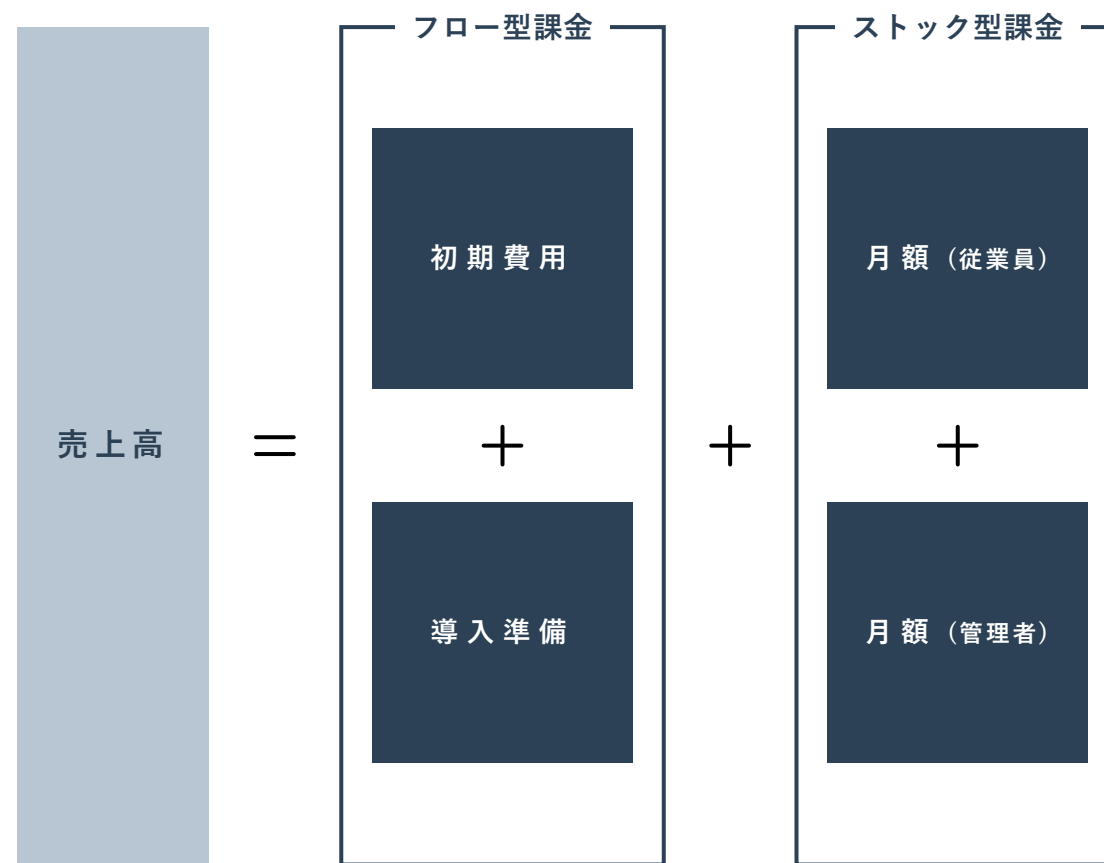 フロー型課金
ストック型課金
初期費用
月額（従業員）
売上高
=
+
+
+
導入準備
月額（管理者）